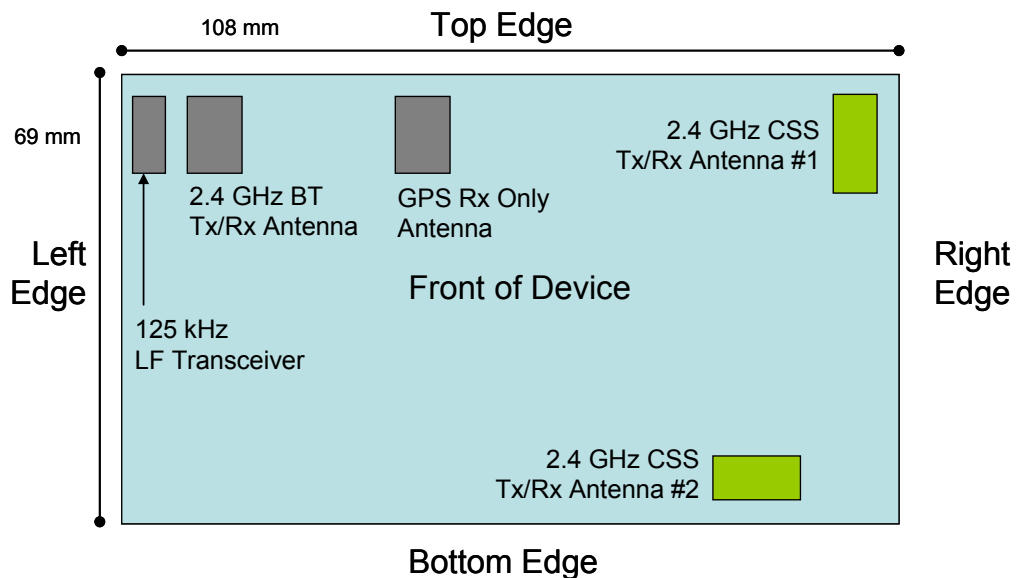 108 mm
Top Edge
69 mm
2.4 GHz CSS
Tx/Rx Antenna #1
2.4 GHz BT
Tx/Rx Antenna
GPS Rx Only
Antenna
Left
Edge
Right
Edge
Front of Device
125 kHz
LF Transceiver
2.4 GHz CSS
Tx/Rx Antenna #2
Bottom Edge